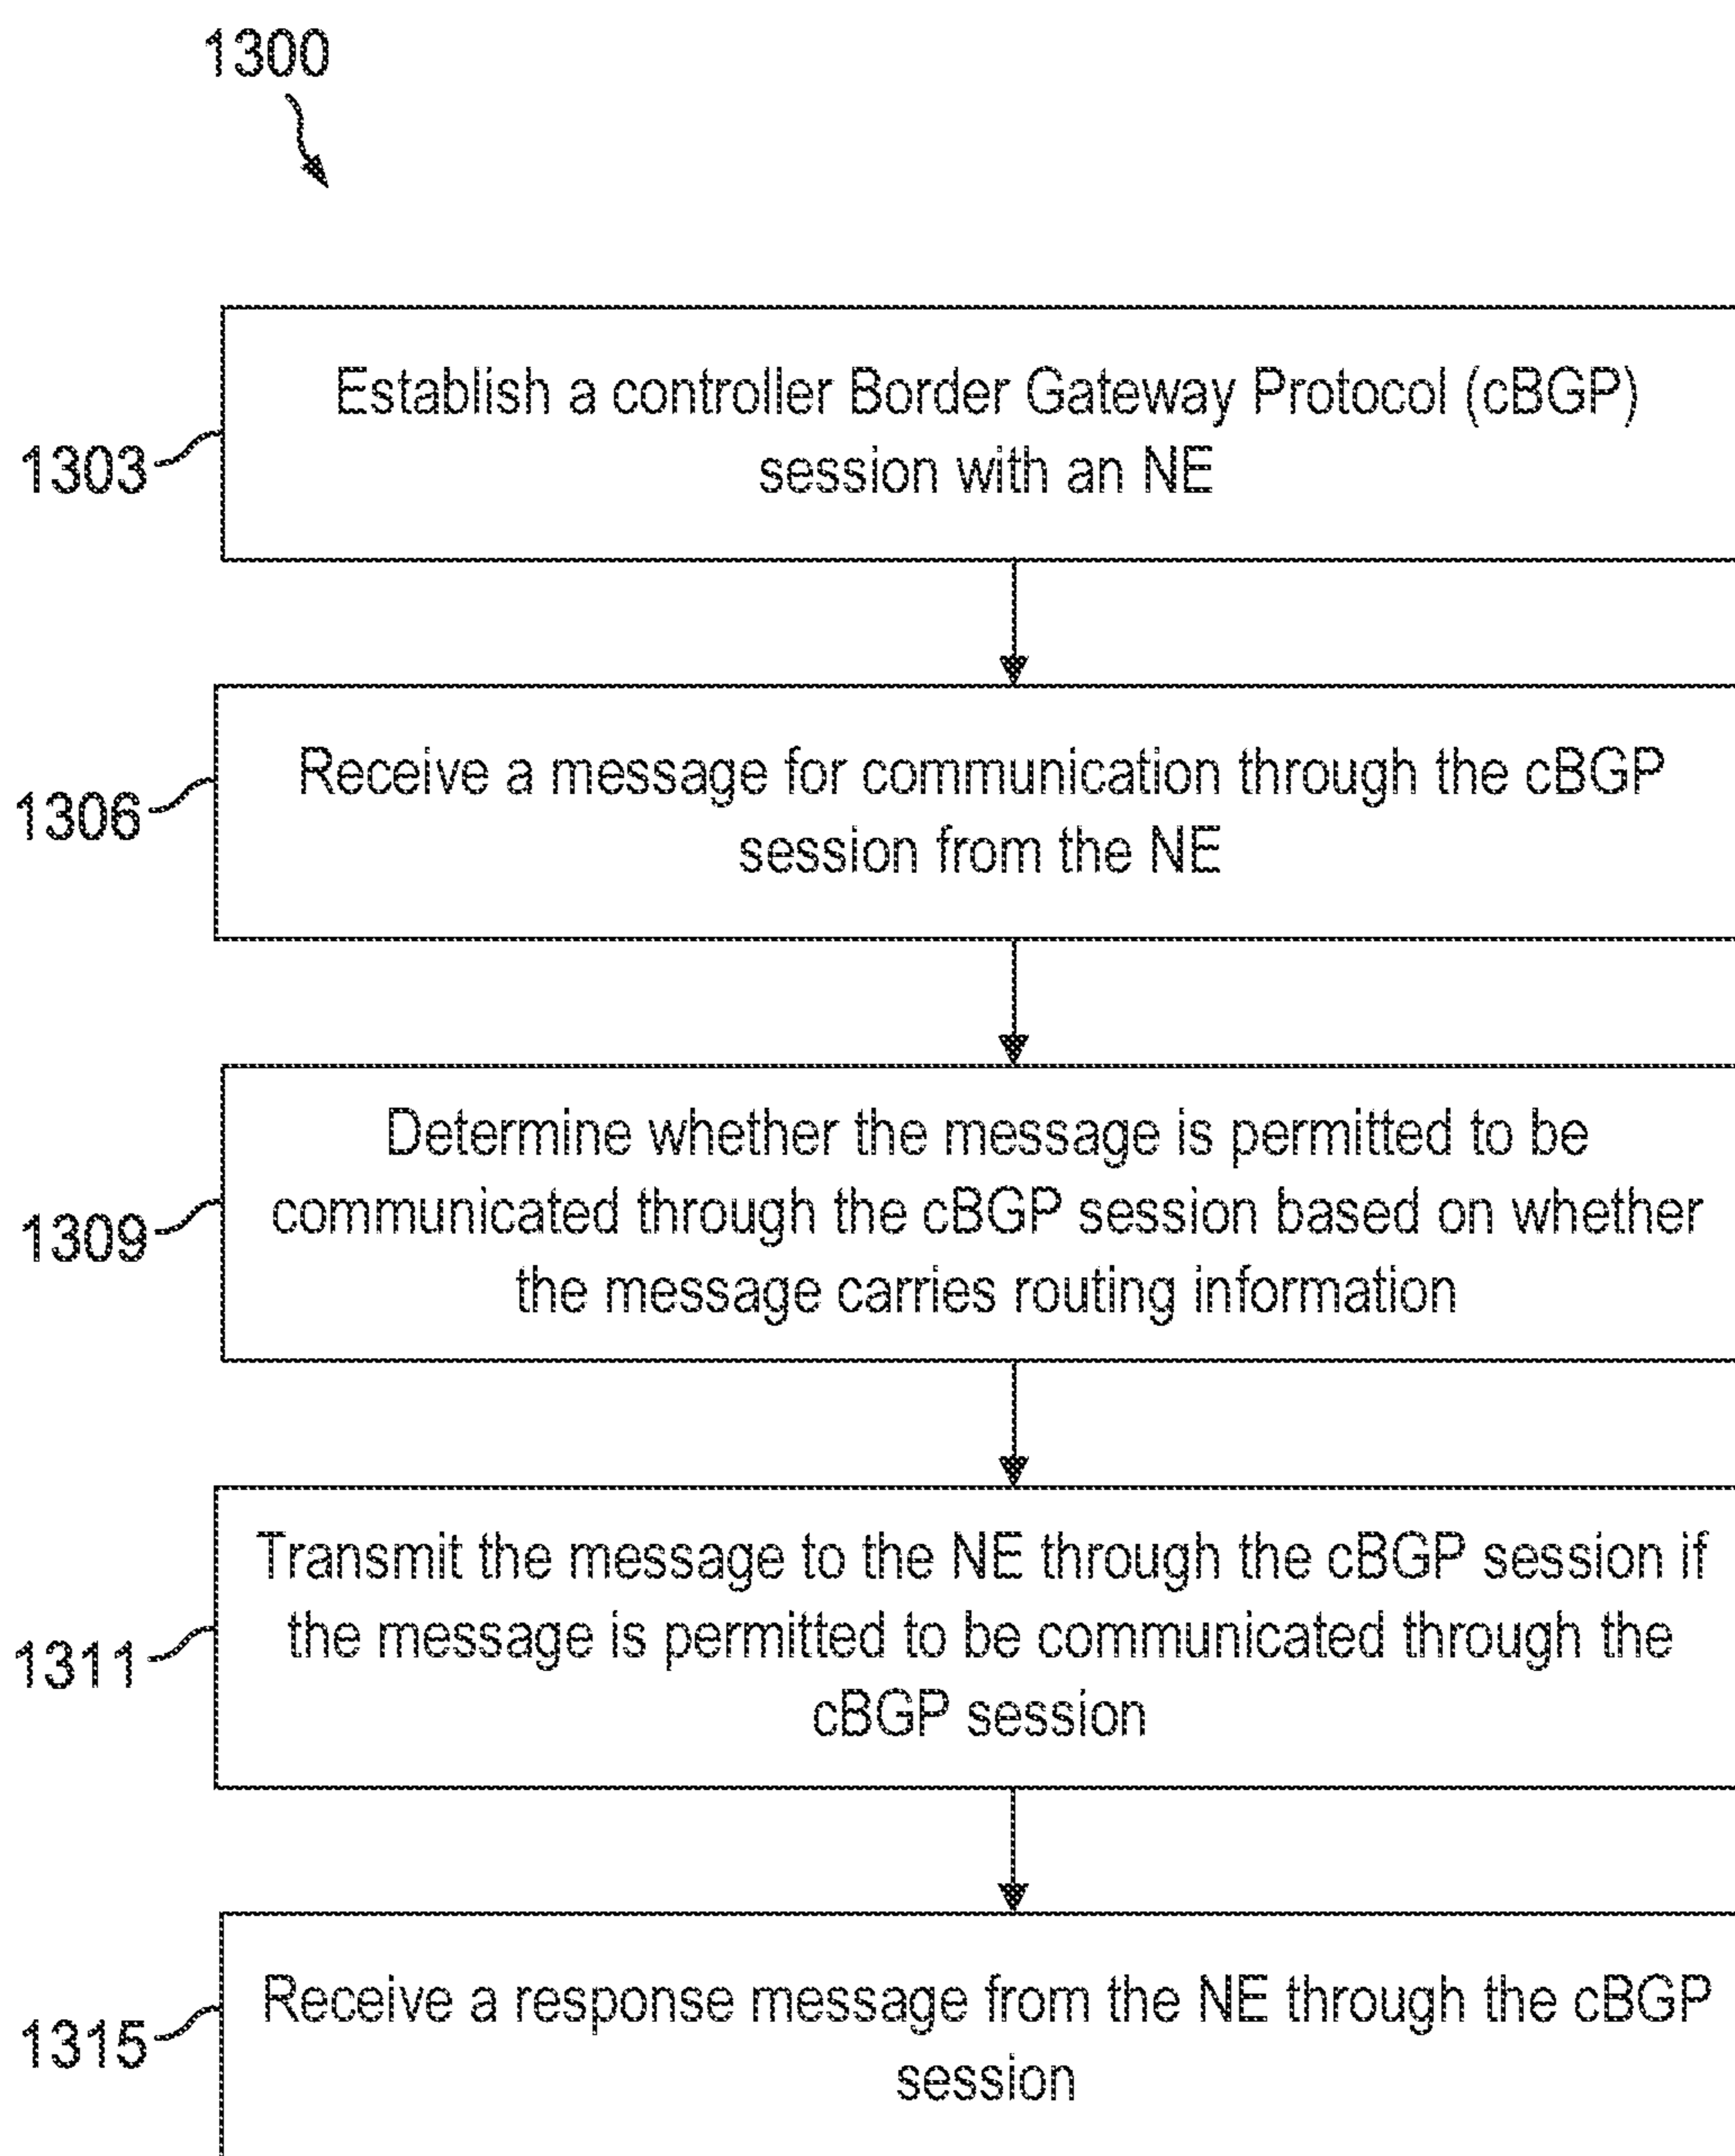 1300
Establish a controller Border Gateway Protocol (cBGP)
session with an NE
1303
Receive a message for communication through the cBGP
session from the NE
1306
Determine whether the message is permitted to be
communicated through the cBGP session based on whether
the message carries routing information
1309
Transmit the message to the NE through the cBGP session if
the message is permitted to be communicated through the
cBGP session
1311
Receive a response message from the NE through the cBGP
session
1315